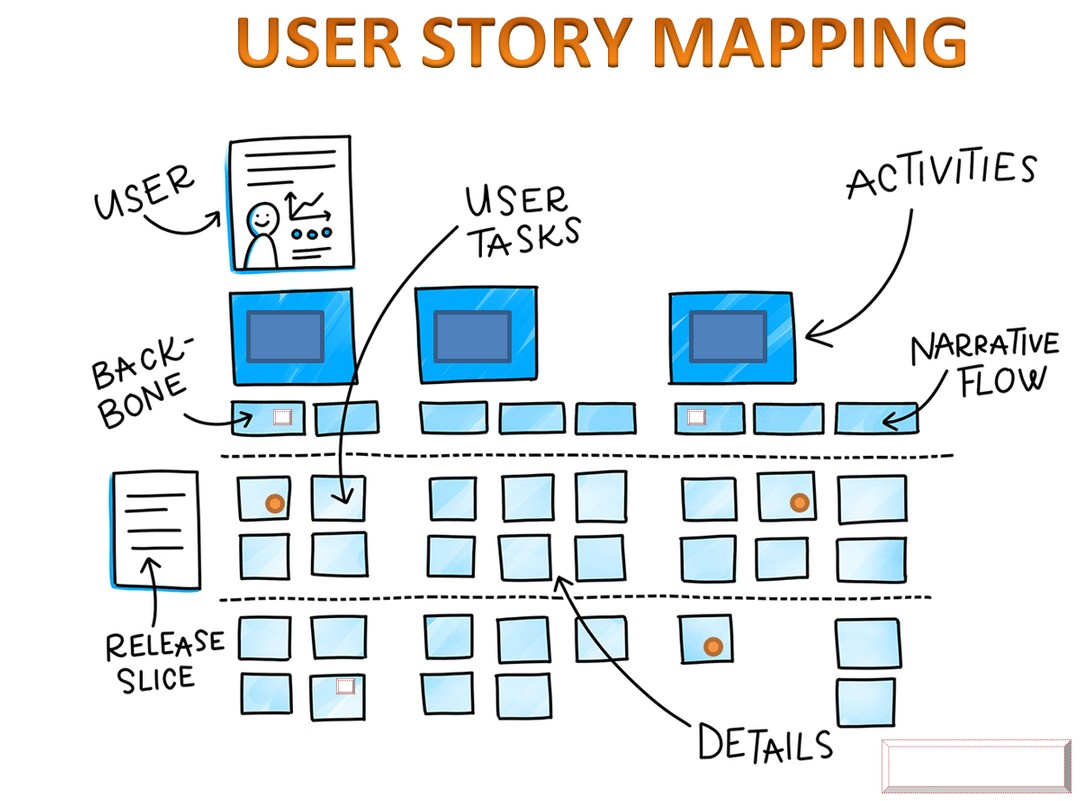 USER STORY MAPPING
USER
USER
TASKS
ACTIVITIES
BACK-
BONE
NARRATIVE
FLOW
RELEASE
SLICE
DETAILS